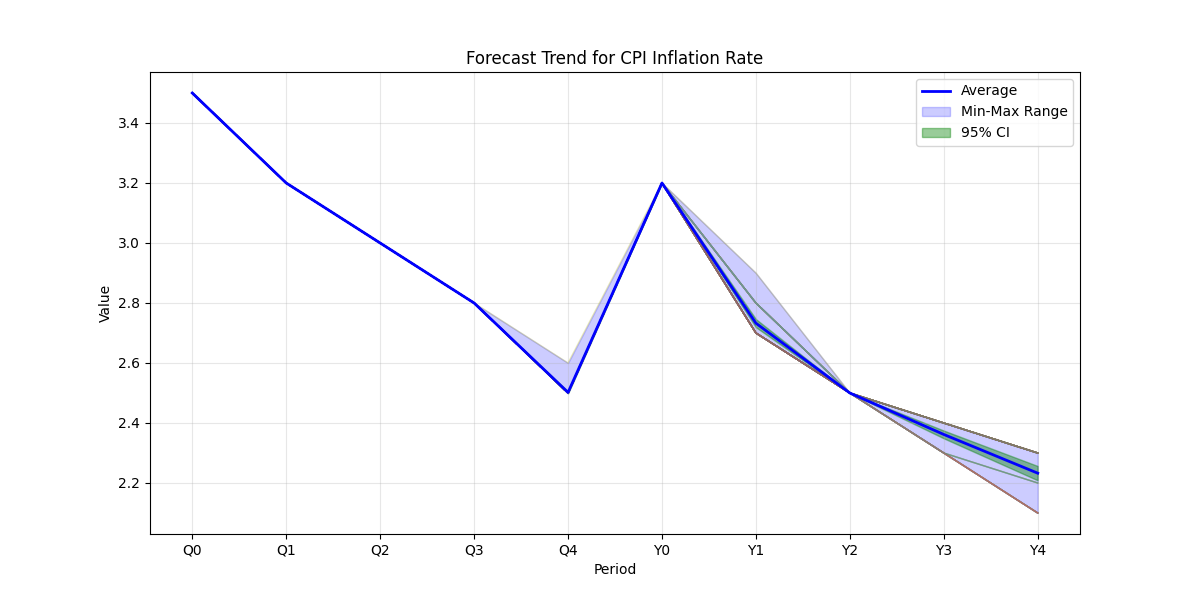 Forecast Trend for CPI Inflation Rate
Average
Min-Max Range
95% CI
3.4
3.2
3.0
2.8
2.6
2.4
2.2
Value
Q0 Q1 Q2 Q3 Q4 Y0 Y1 Y2 Y3 Y4
Period